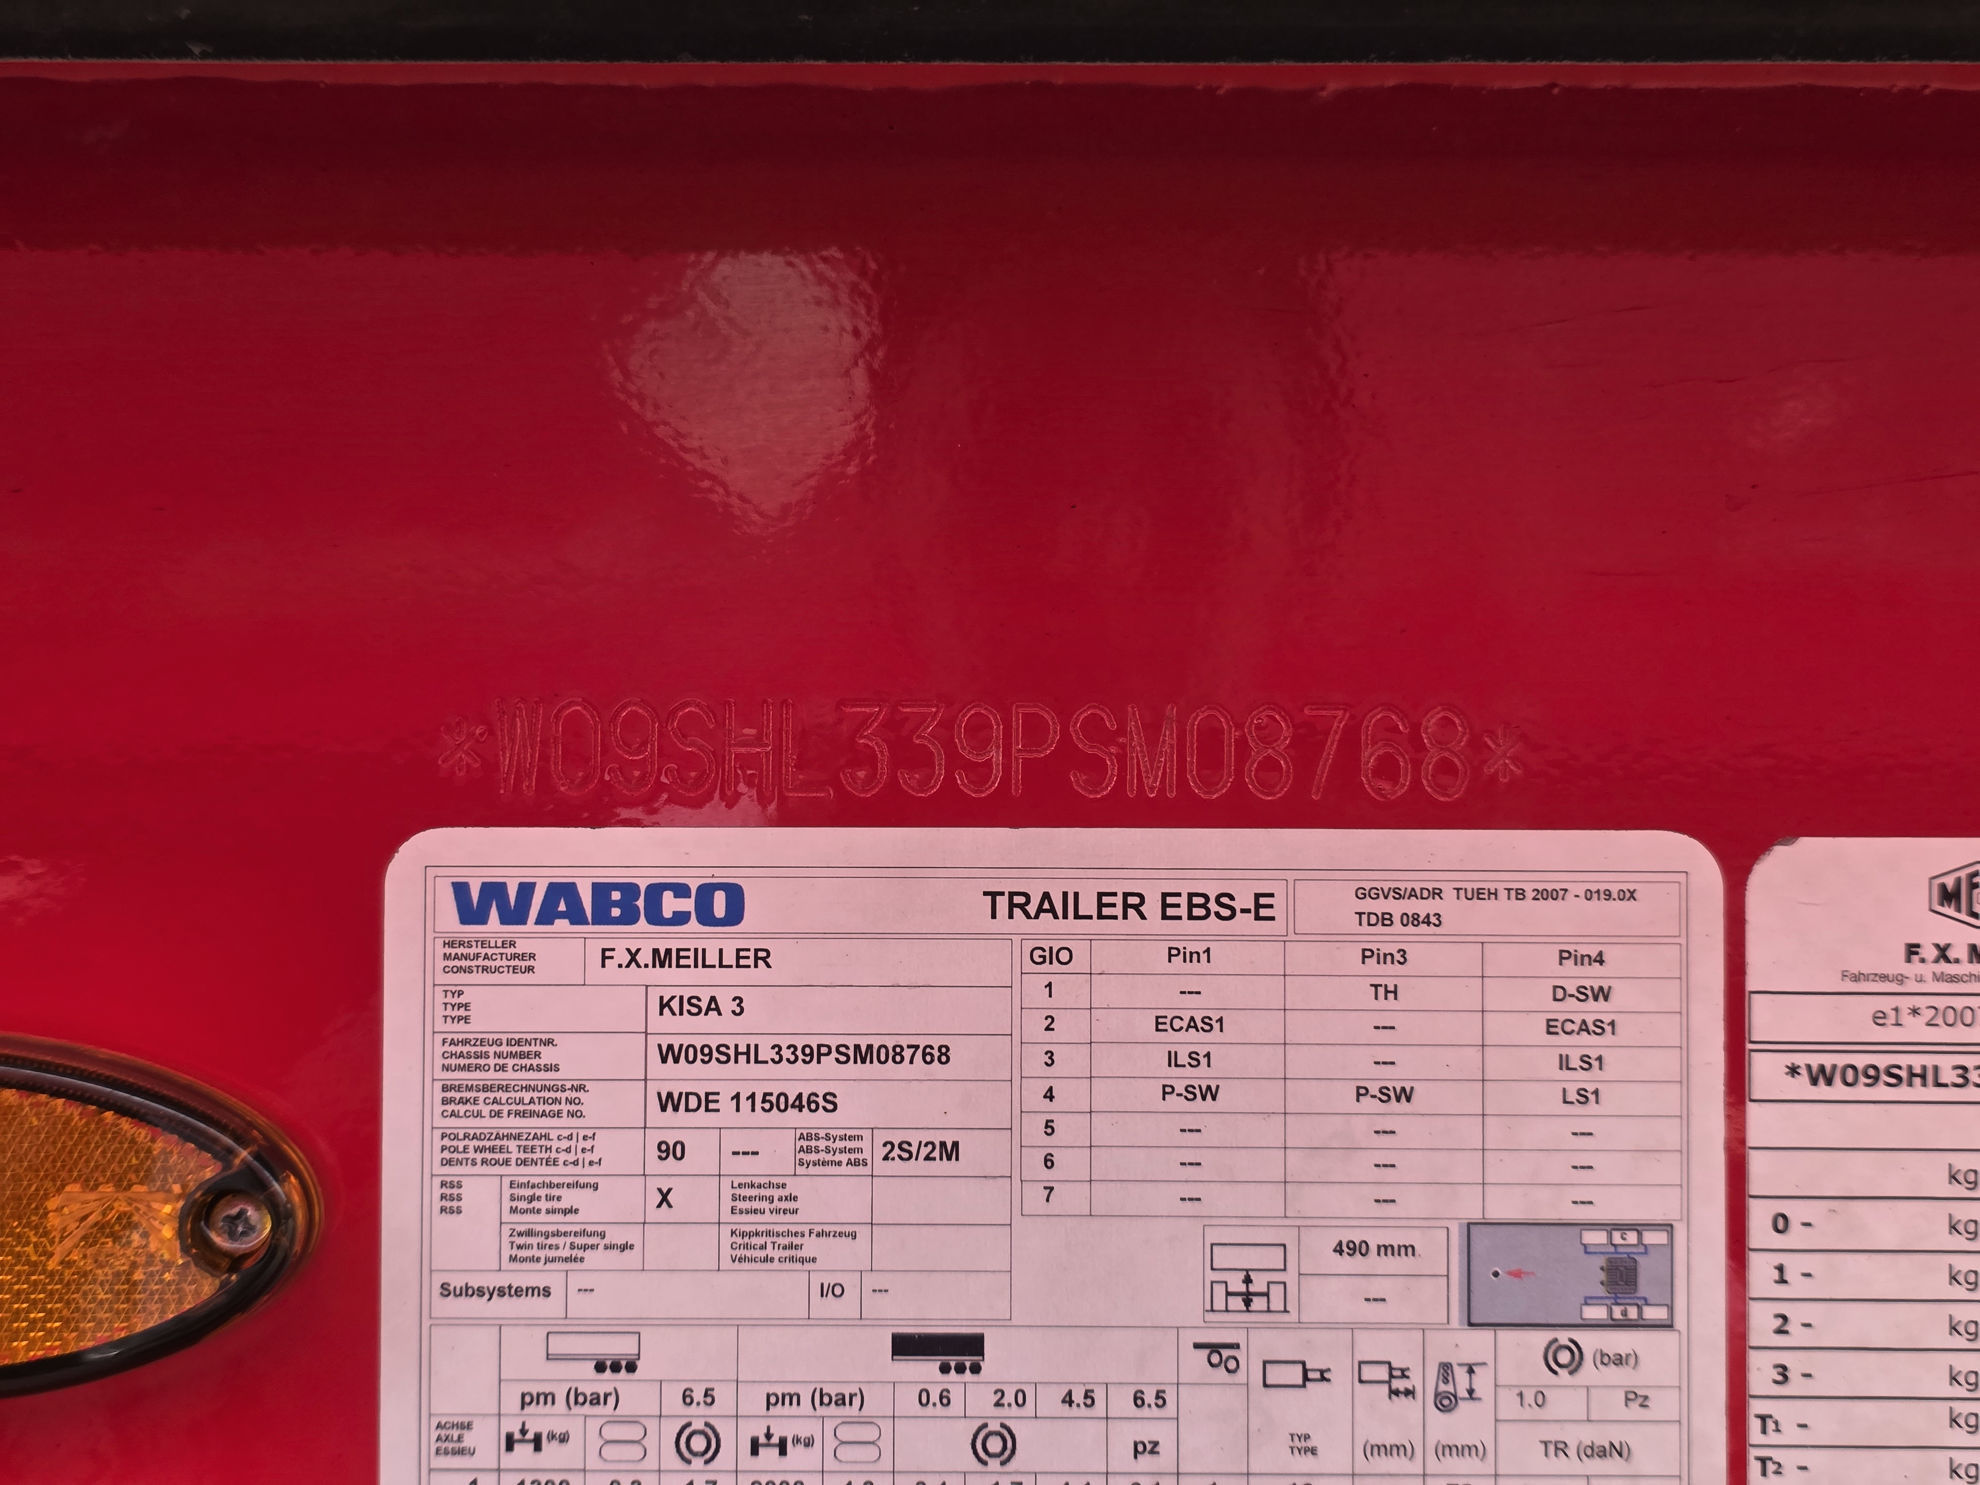 *W09SHL339PSM08768*
WABCO TRAILER EBS-E
GGVS/ADR TUEH TB 2007 - 019.0X
TDB 0843
HERSTELLER
MANUFACTURER
CONSTRUCTEUR
F.X.MEILLER
TYP
TYPE
TYPE
KISA 3
FAHRZEUG IDENTNR.
CHASSIS NUMBER
NUMERO DE CHASSIS
W09SHL339PSM08768
BREMSBERECHNUNGS-NR.
BRAKE CALCULATION NO.
CALCUL DE FREINAGE NO.
WDE 115046S
POLRADZÄHNEZAHL c-d | e-f
POLE WHEEL TEETH c-d | e-f
DENTS ROUE DENTÉE c-d | e-f
90 ---
ABS-System
ABS-System
Système ABS
2S/2M
RSS
RSS
RSS
Einfachbereifung
Single tire
Monte simple
X
Lenkachse
Steering axle
Essieu vireur
Zwillingsbereifung
Twin tires / Super single
Monte jumelée
Kippkritisches Fahrzeug
Critical Trailer
Véhicule critique
Subsystems --- I/O ---
GIO Pin1 Pin3 Pin4
1 --- TH D-SW
2 ECAS1 --- ECAS1
3 ILS1 --- ILS1
4 P-SW P-SW LS1
5 --- --- ---
6 --- --- ---
7 --- --- ---
490 mm
---
c
d
pm (bar) 6.5 pm (bar) 0.6 2.0 4.5 6.5
(bar)
1.0 Pz
ACHSE
AXLE
ESSIEU
(kg) (kg) pz
TYP
TYPE
(mm) (mm) TR (daN)
F.X. M
Fahrzeug- u. Maschi
e1*200
*W09SHL33
kg
0 - kg
1 - kg
2 - kg
3 - kg
T1 - kg
T2 - kg